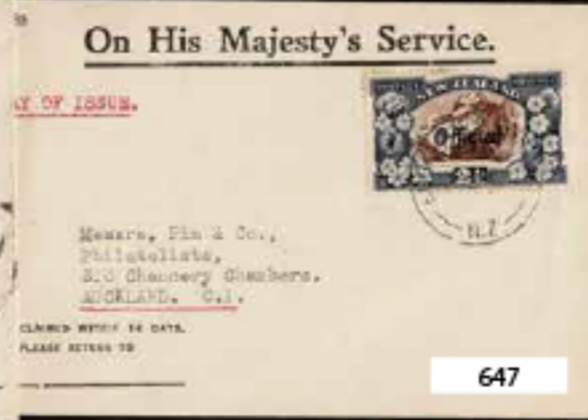 On His Majesty's Service.
AY OF ISSUE.
NEW ZEALAND
Official
N.Z
Messrs. Pim & Co.,
Philatelists,
Chancery Chambers.
AUCKLAND. C.1.
CLAIMED WITHIN DAYS,
PLEASE RETURN TO
647